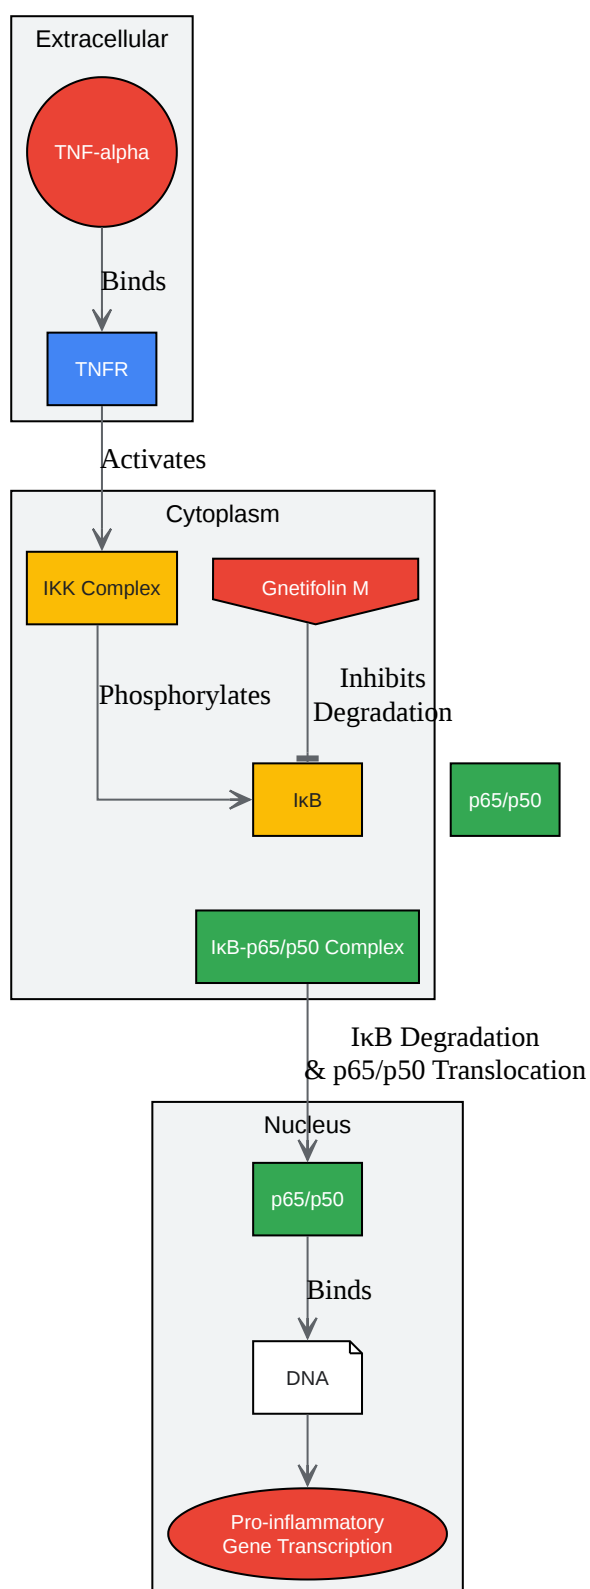 Extracellular
TNF-alpha
Binds
TNFR
Activates
Cytoplasm
IKK Complex
Gnetifolin M
Phosphorylates
Inhibits
Degradation
IκB
p65/p50
IκB-p65/p50 Complex
IκB Degradation
& p65/p50 Translocation
Nucleus
p65/p50
Binds
DNA
Pro-inflammatory
Gene Transcription